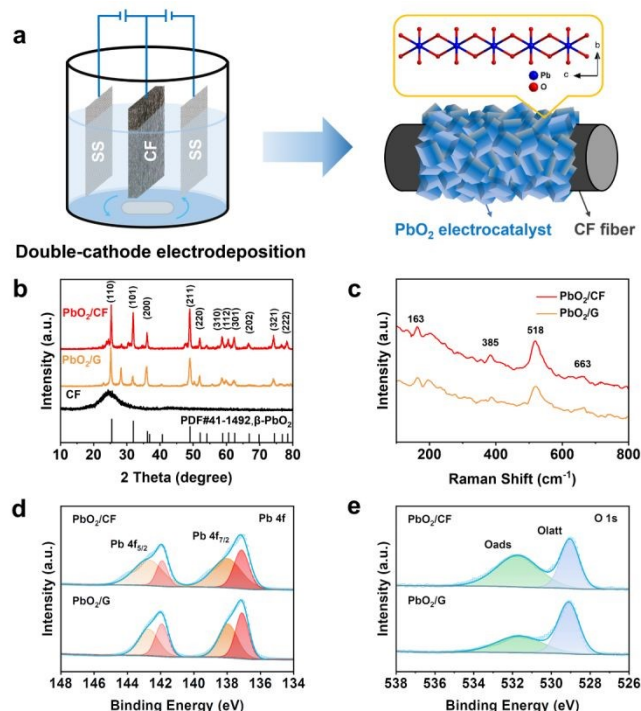 a
SS
CF
SS
Double-cathode electrodeposition
b
c
Pb
O
PbO₂ electrocatalyst
CF fiber
b
Intensity (a.u.)
(110)
(101)
(200)
(211)
(220)
(310)
(112)
(301)
(202)
(321)
(222)
PbO₂/CF
PbO₂/G
CF
PDF#41-1492,β-PbO₂
10 20 30 40 50 60 70 80
2 Theta (degree)
c
Intensity (a.u.)
PbO₂/CF
PbO₂/G
163
385
518
663
200 400 600 800
Raman Shift (cm⁻¹)
d
Intensity (a.u.)
PbO₂/CF
Pb 4f
Pb 4f₅/₂
Pb 4f₇/₂
PbO₂/G
148 146 144 142 140 138 136 134
Binding Energy (eV)
e
Intensity (a.u.)
PbO₂/CF
O 1s
Oads
Olatt
PbO₂/G
538 536 534 532 530 528 526
Binding Energy (eV)